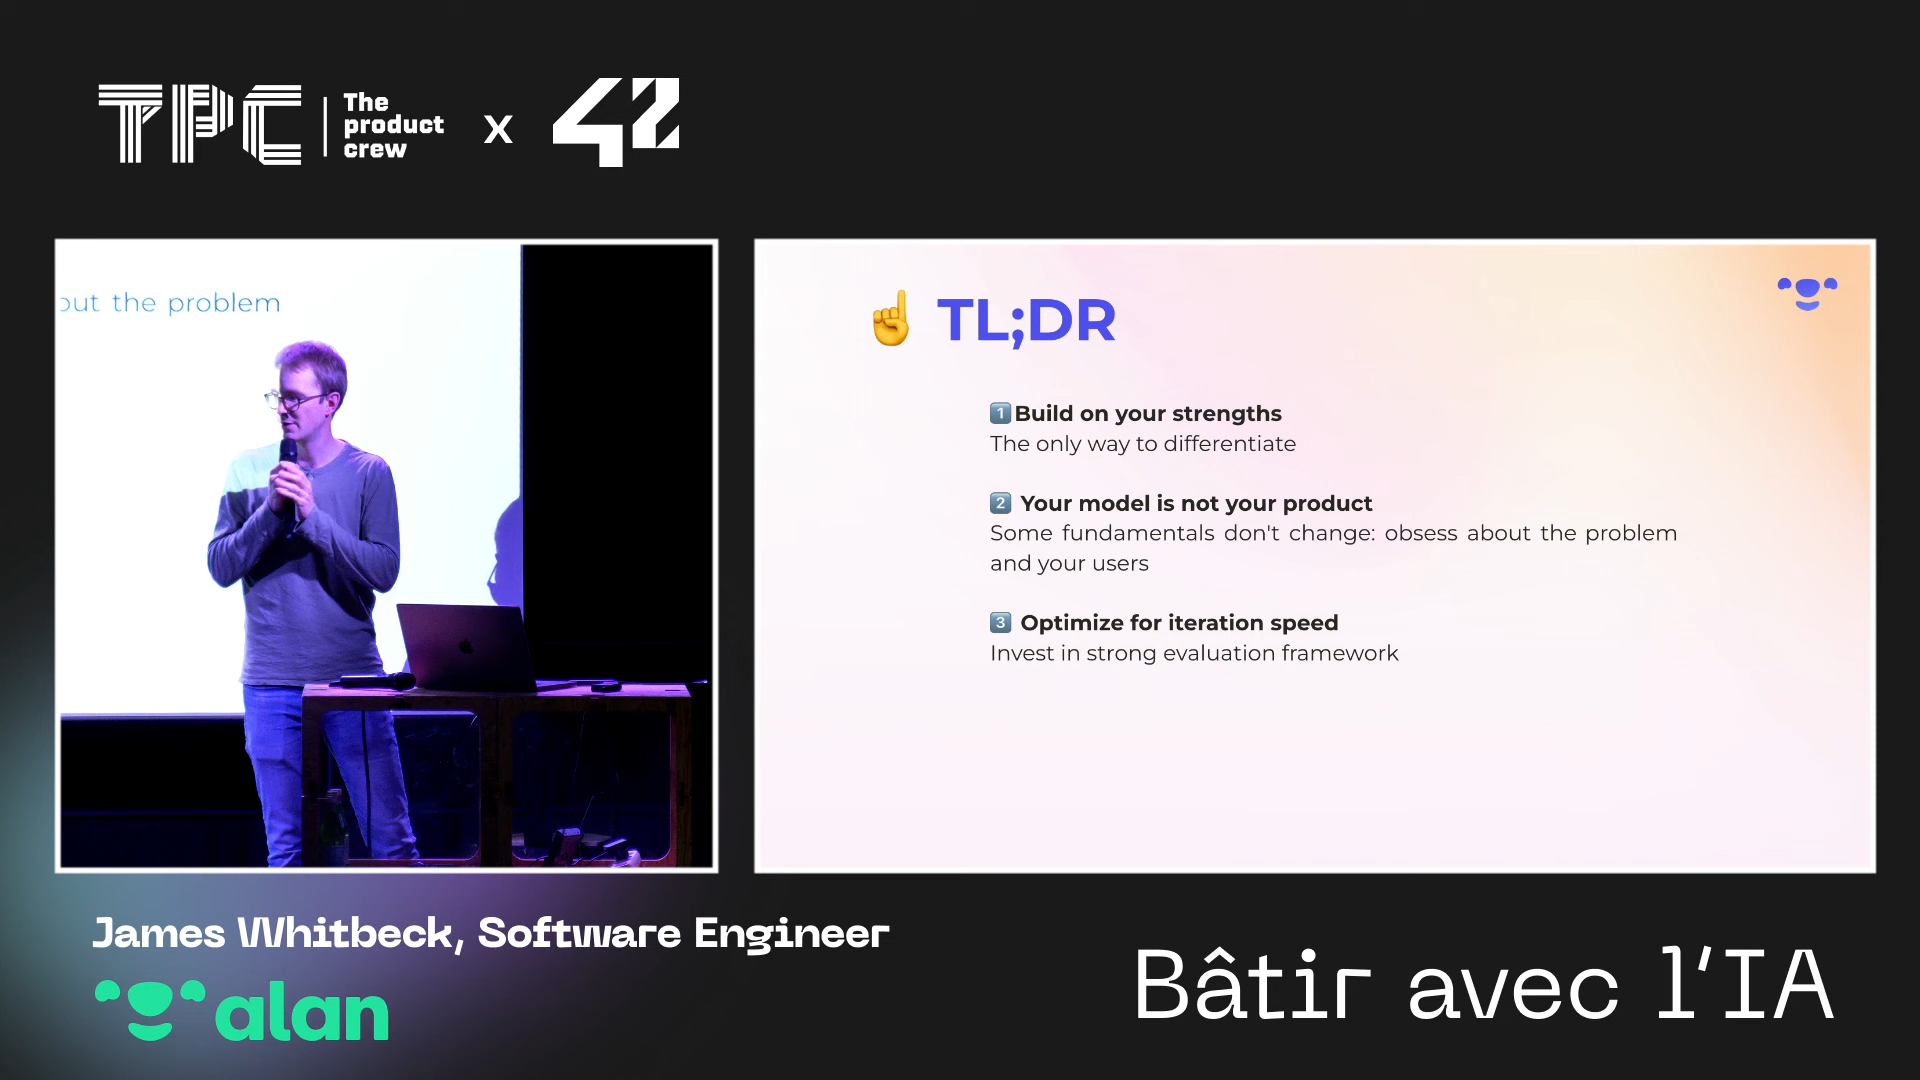 TPC
The
product
crew
x
42
out the problem
☝ TL;DR
1 Build on your strengths
The only way to differentiate
2 Your model is not your product
Some fundamentals don't change: obsess about the problem
and your users
3 Optimize for iteration speed
Invest in strong evaluation framework
James Whitbeck, Software Engineer
alan
Bâtir avec l'IA